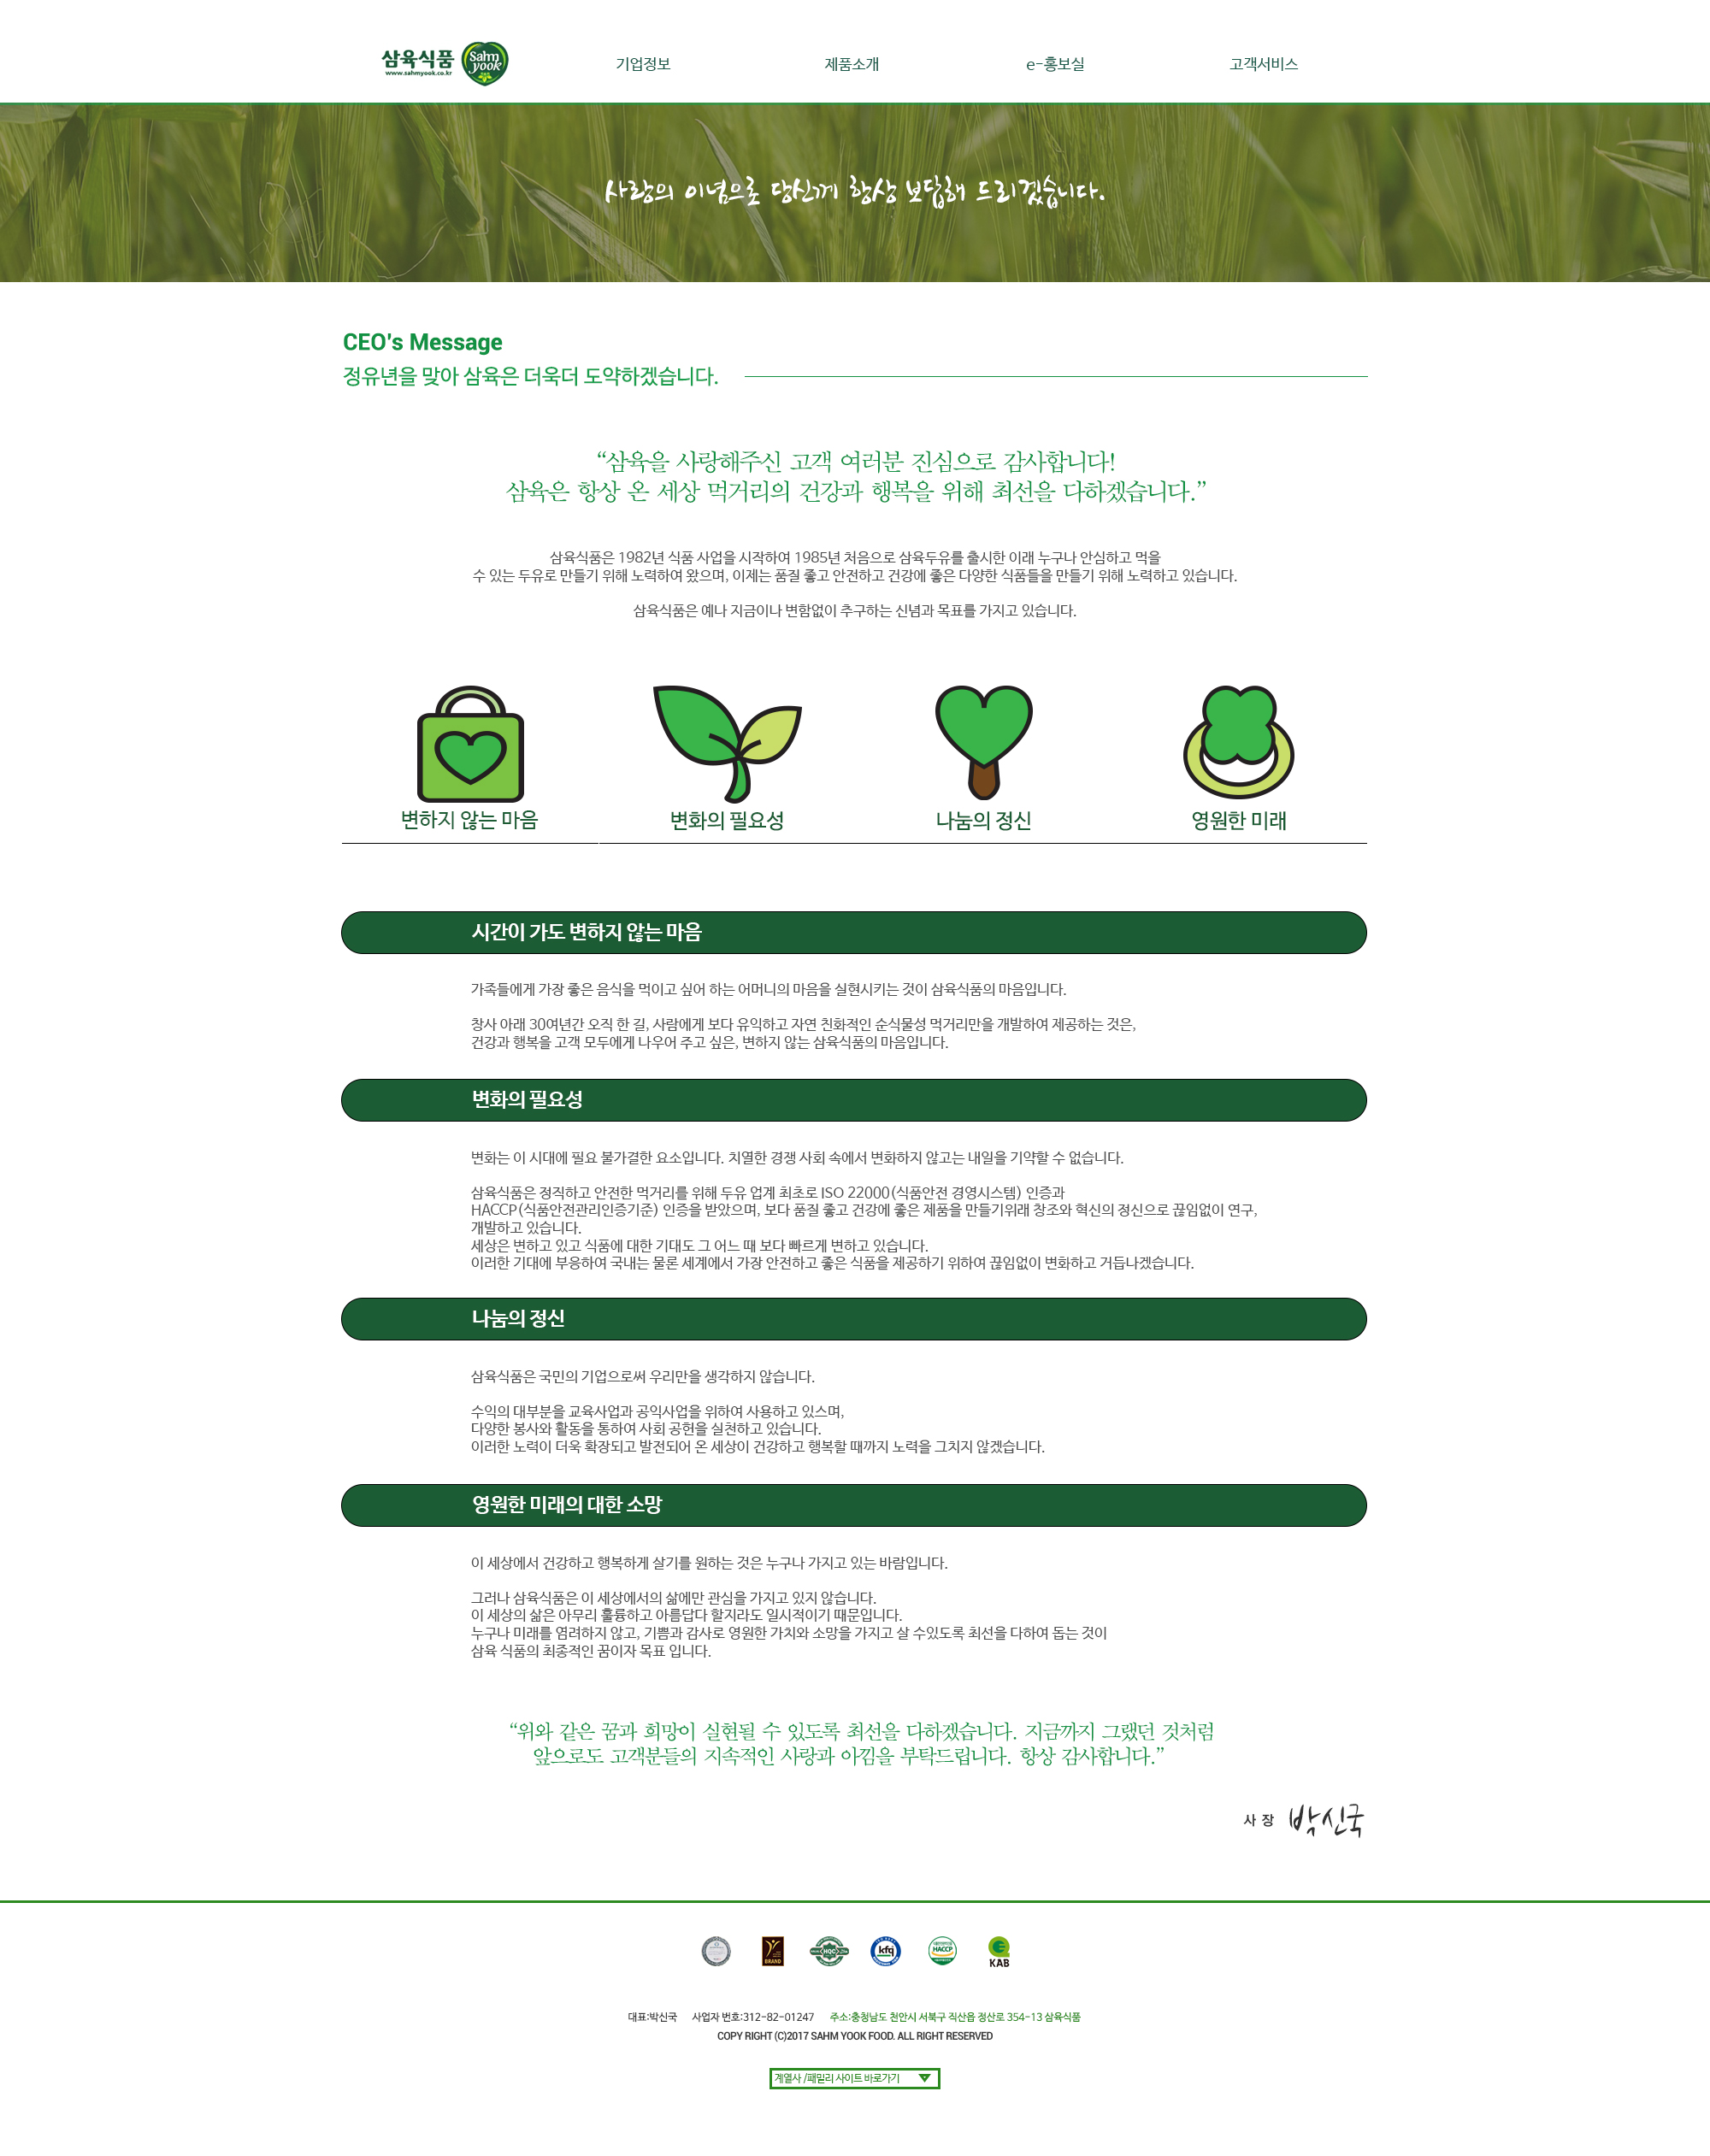 삼육식품
www.sahmyook.co.kr
Sahm
yook
기업정보
제품소개
e-홍보실
고객서비스
사랑의 이념으로 당신께 항상 보답해 드리겠습니다.
CEO's Message
정유년을 맞아 삼육은 더욱더 도약하겠습니다.
“삼육을 사랑해주신 고객 여러분 진심으로 감사합니다!
삼육은 항상 온 세상 먹거리의 건강과 행복을 위해 최선을 다하겠습니다.”
삼육식품은 1982년 식품 사업을 시작하여 1985년 처음으로 삼육두유를 출시한 이래 누구나 안심하고 먹을
수 있는 두유로 만들기 위해 노력하여 왔으며, 이제는 품질 좋고 안전하고 건강에 좋은 다양한 식품들을 만들기 위해 노력하고 있습니다.
삼육식품은 예나 지금이나 변함없이 추구하는 신념과 목표를 가지고 있습니다.
변하지 않는 마음
변화의 필요성
나눔의 정신
영원한 미래
시간이 가도 변하지 않는 마음
가족들에게 가장 좋은 음식을 먹이고 싶어 하는 어머니의 마음을 실현시키는 것이 삼육식품의 마음입니다.
창사 아래 30여년간 오직 한 길, 사람에게 보다 유익하고 자연 친화적인 순식물성 먹거리만을 개발하여 제공하는 것은,
건강과 행복을 고객 모두에게 나우어 주고 싶은, 변하지 않는 삼육식품의 마음입니다.
변화의 필요성
변화는 이 시대에 필요 불가결한 요소입니다. 치열한 경쟁 사회 속에서 변화하지 않고는 내일을 기약할 수 없습니다.
삼육식품은 정직하고 안전한 먹거리를 위해 두유 업계 최초로 ISO 22000(식품안전 경영시스템) 인증과
HACCP(식품안전관리인증기준) 인증을 받았으며, 보다 품질 좋고 건강에 좋은 제품을 만들기위래 창조와 혁신의 정신으로 끊임없이 연구,
개발하고 있습니다.
세상은 변하고 있고 식품에 대한 기대도 그 어느 때 보다 빠르게 변하고 있습니다.
이러한 기대에 부응하여 국내는 물론 세계에서 가장 안전하고 좋은 식품을 제공하기 위하여 끊임없이 변화하고 거듭나겠습니다.
나눔의 정신
삼육식품은 국민의 기업으로써 우리만을 생각하지 않습니다.
수익의 대부분을 교육사업과 공익사업을 위하여 사용하고 있스며,
다양한 봉사와 활동을 통하여 사회 공헌을 실천하고 있습니다.
이러한 노력이 더욱 확장되고 발전되어 온 세상이 건강하고 행복할 때까지 노력을 그치지 않겠습니다.
영원한 미래의 대한 소망
이 세상에서 건강하고 행복하게 살기를 원하는 것은 누구나 가지고 있는 바람입니다.
그러나 삼육식품은 이 세상에서의 삶에만 관심을 가지고 있지 않습니다.
이 세상의 삶은 아무리 훌륭하고 아름답다 할지라도 일시적이기 때문입니다.
누구나 미래를 염려하지 않고, 기쁨과 감사로 영원한 가치와 소망을 가지고 살 수있도록 최선을 다하여 돕는 것이
삼육 식품의 최종적인 꿈이자 목표 입니다.
“위와 같은 꿈과 희망이 실현될 수 있도록 최선을 다하겠습니다. 지금까지 그랬던 것처럼
앞으로도 고객분들의 지속적인 사랑과 아낌을 부탁드립니다. 항상 감사합니다.”
사 장 박신국
BRAND
HQC
kfq
HACCP
KAB
대표:박신국 사업자 번호:312-82-01247 주소:충청남도 천안시 서북구 직산읍 정산로 354-13 삼육식품
COPY RIGHT (C)2017 SAHM YOOK FOOD. ALL RIGHT RESERVED
계열사 /패밀리 사이트 바로가기